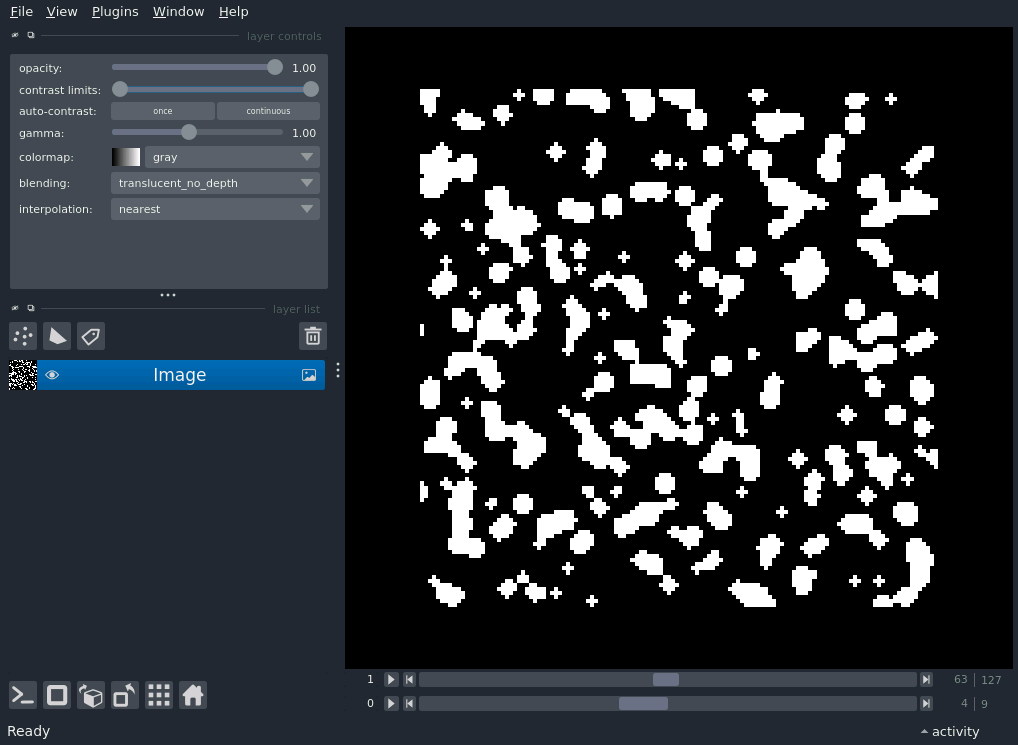 File View Plugins Window Help
layer controls
opacity: 1.00
contrast limits:
auto-contrast: once continuous
gamma: 1.00
colormap: gray
blending: translucent_no_depth
interpolation: nearest
layer list
Image
1 63 127
0 4 9
Ready activity